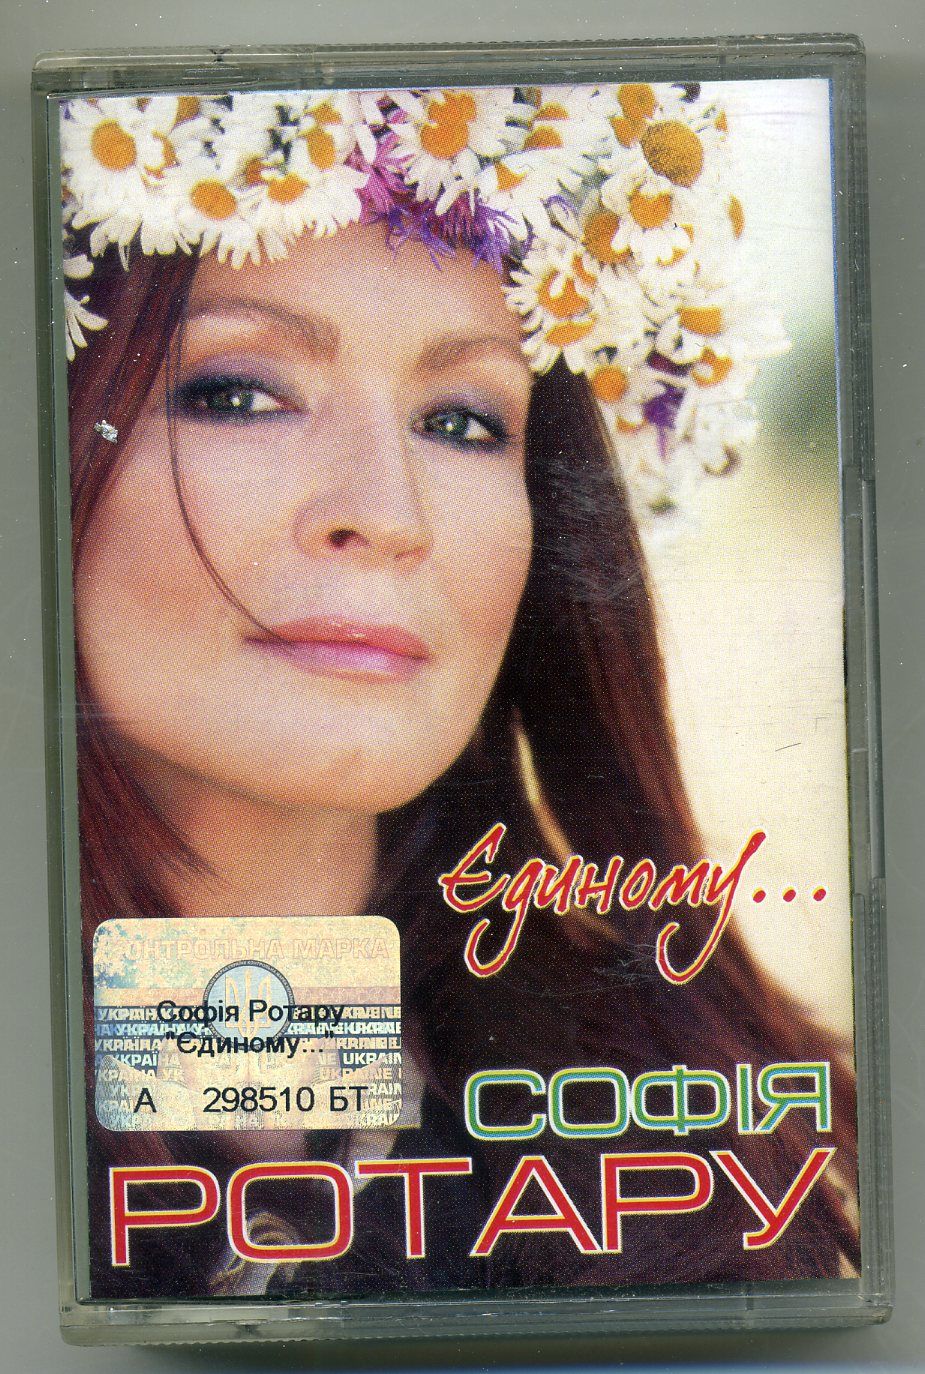 Єдиному...
КОНТРОЛЬНА МАРКА
Софія Ротару
"Єдиному..."
А 298510 БТ
СОФІЯ
РОТАРУ